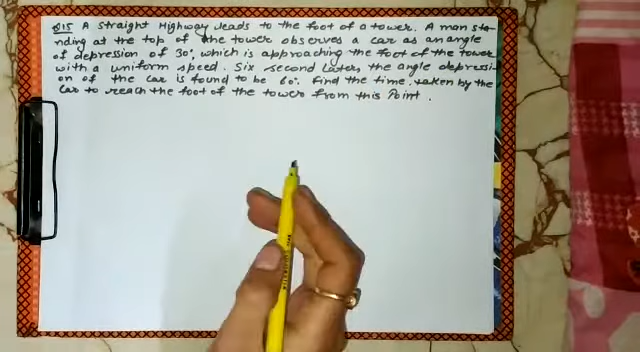 Q15 A Straight Highway leads to the foot of a tower. A man sta-
nding at the top of the tower observes a car as an angle
of depression of 30°, which is approaching the foot of the tower
with a uniform speed. Six second later, the angle depressi-
on of the car is found to be 60°. Find the time taken by the
Car to reach the foot of the tower from this Point.